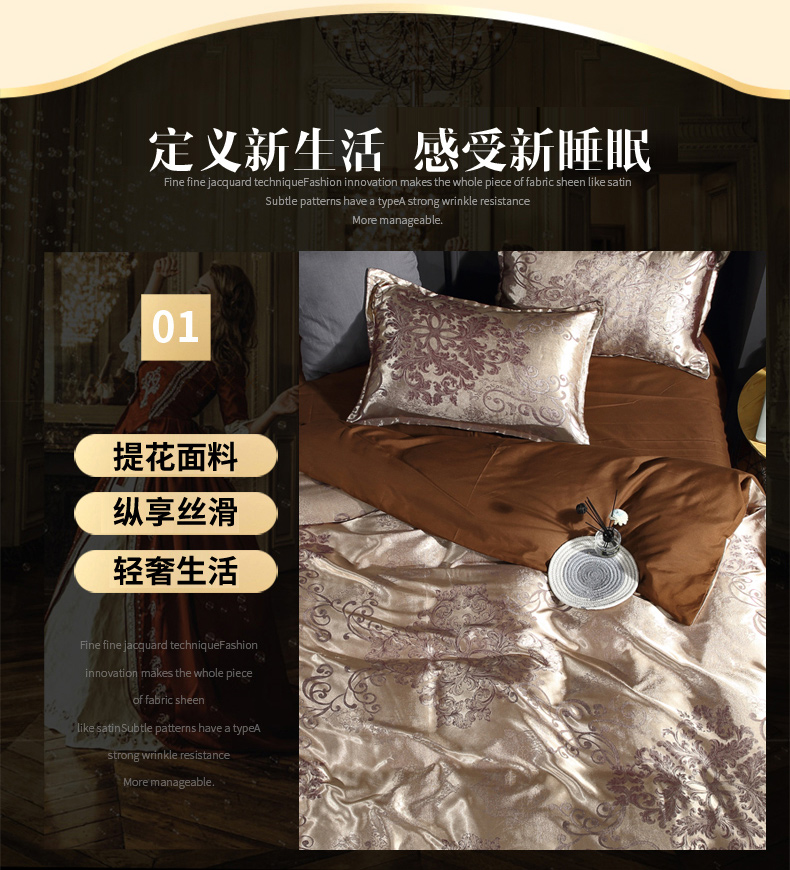 定义新生活 感受新睡眠
Fine fine jacquard techniqueFashion innovation makes the whole piece of fabric sheen like satin
Subtle patterns have a typeA strong wrinkle resistance
More manageable.
01
提花面料
纵享丝滑
轻奢生活
Fine fine jacquard techniqueFashion
innovation makes the whole piece
of fabric sheen
like satinSubtle patterns have a typeA
strong wrinkle resistance
More manageable.